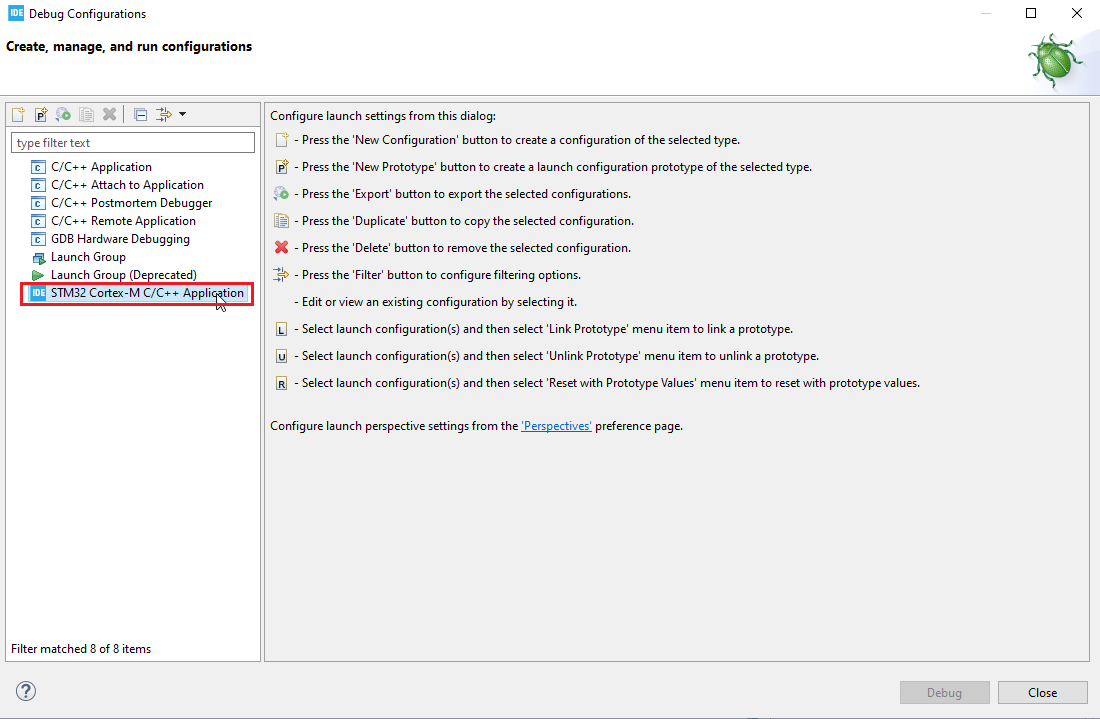 IDE Debug Configurations
Create, manage, and run configurations
P
type filter text
C C/C++ Application
C C/C++ Attach to Application
C C/C++ Postmortem Debugger
C C/C++ Remote Application
C GDB Hardware Debugging
Launch Group
Launch Group (Deprecated)
IDE STM32 Cortex-M C/C++ Application
Filter matched 8 of 8 items
Configure launch settings from this dialog:
- Press the 'New Configuration' button to create a configuration of the selected type.
P - Press the 'New Prototype' button to create a launch configuration prototype of the selected type.
- Press the 'Export' button to export the selected configurations.
- Press the 'Duplicate' button to copy the selected configuration.
- Press the 'Delete' button to remove the selected configuration.
- Press the 'Filter' button to configure filtering options.
- Edit or view an existing configuration by selecting it.
L - Select launch configuration(s) and then select 'Link Prototype' menu item to link a prototype.
U - Select launch configuration(s) and then select 'Unlink Prototype' menu item to unlink a prototype.
R - Select launch configuration(s) and then select 'Reset with Prototype Values' menu item to reset with prototype values.
Configure launch perspective settings from the 'Perspectives' preference page.
?
Debug
Close